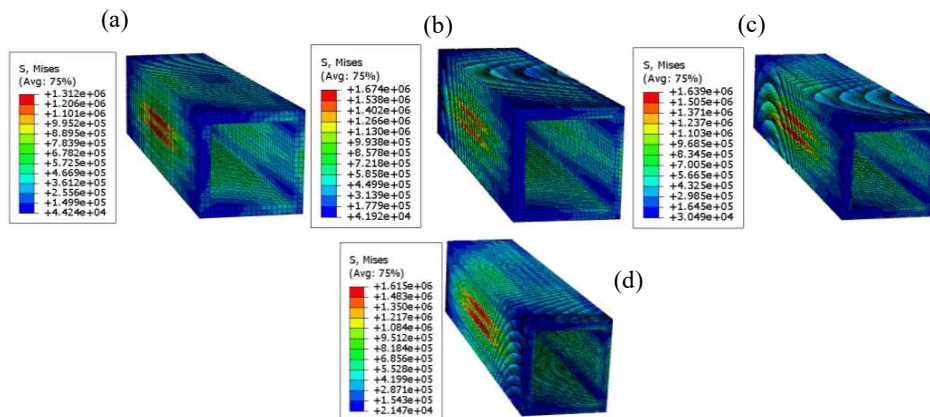 (a)
S, Mises
(Avg: 75%)
+1.312e+06
+1.206e+06
+1.101e+06
+9.952e+05
+8.895e+05
+7.839e+05
+6.782e+05
+5.725e+05
+4.669e+05
+3.612e+05
+2.556e+05
+1.499e+05
+4.424e+04
(b)
S, Mises
(Avg: 75%)
+1.674e+06
+1.538e+06
+1.402e+06
+1.266e+06
+1.130e+06
+9.938e+05
+8.578e+05
+7.218e+05
+5.858e+05
+4.499e+05
+3.139e+05
+1.779e+05
+4.192e+04
(c)
S, Mises
(Avg: 75%)
+1.639e+06
+1.505e+06
+1.371e+06
+1.237e+06
+1.103e+06
+9.685e+05
+8.345e+05
+7.005e+05
+5.665e+05
+4.325e+05
+2.985e+05
+1.645e+05
+3.049e+04
(d)
S, Mises
(Avg: 75%)
+1.615e+06
+1.483e+06
+1.350e+06
+1.217e+06
+1.084e+06
+9.512e+05
+8.184e+05
+6.856e+05
+5.528e+05
+4.199e+05
+2.871e+05
+1.543e+05
+2.147e+04